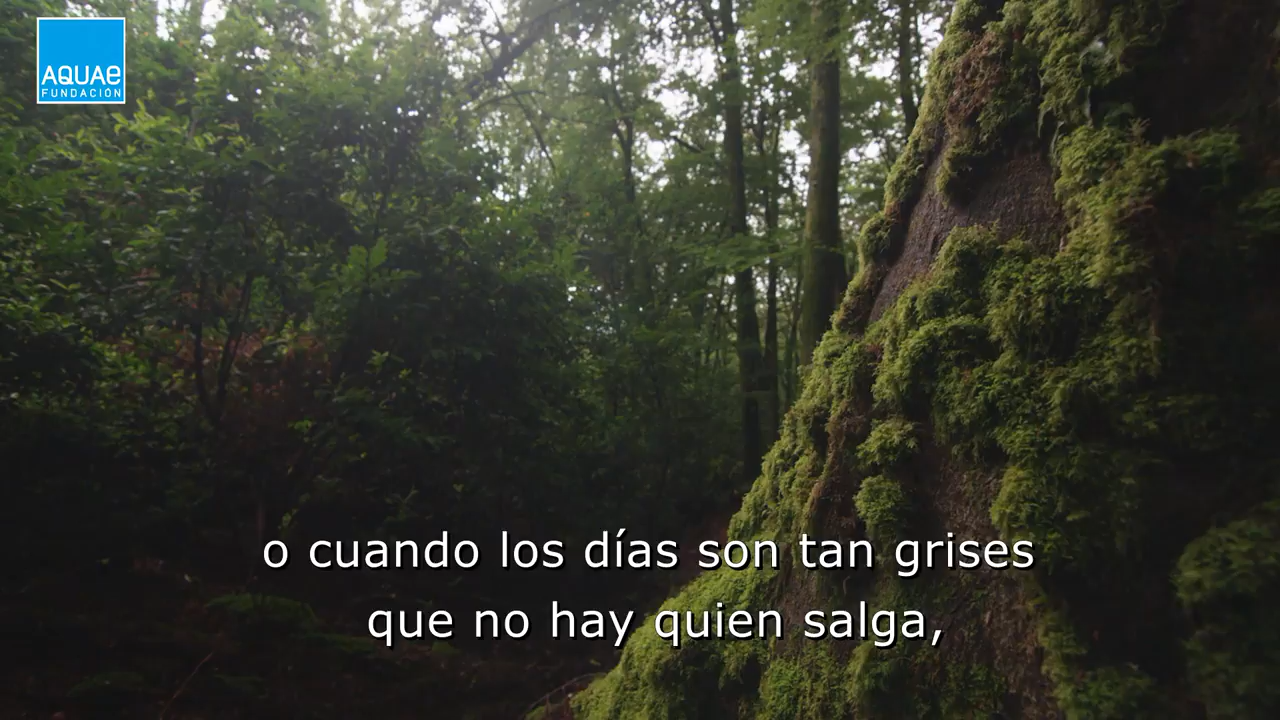 AQUAe
FUNDACIÓN
o cuando los días son tan grises
que no hay quien salga,